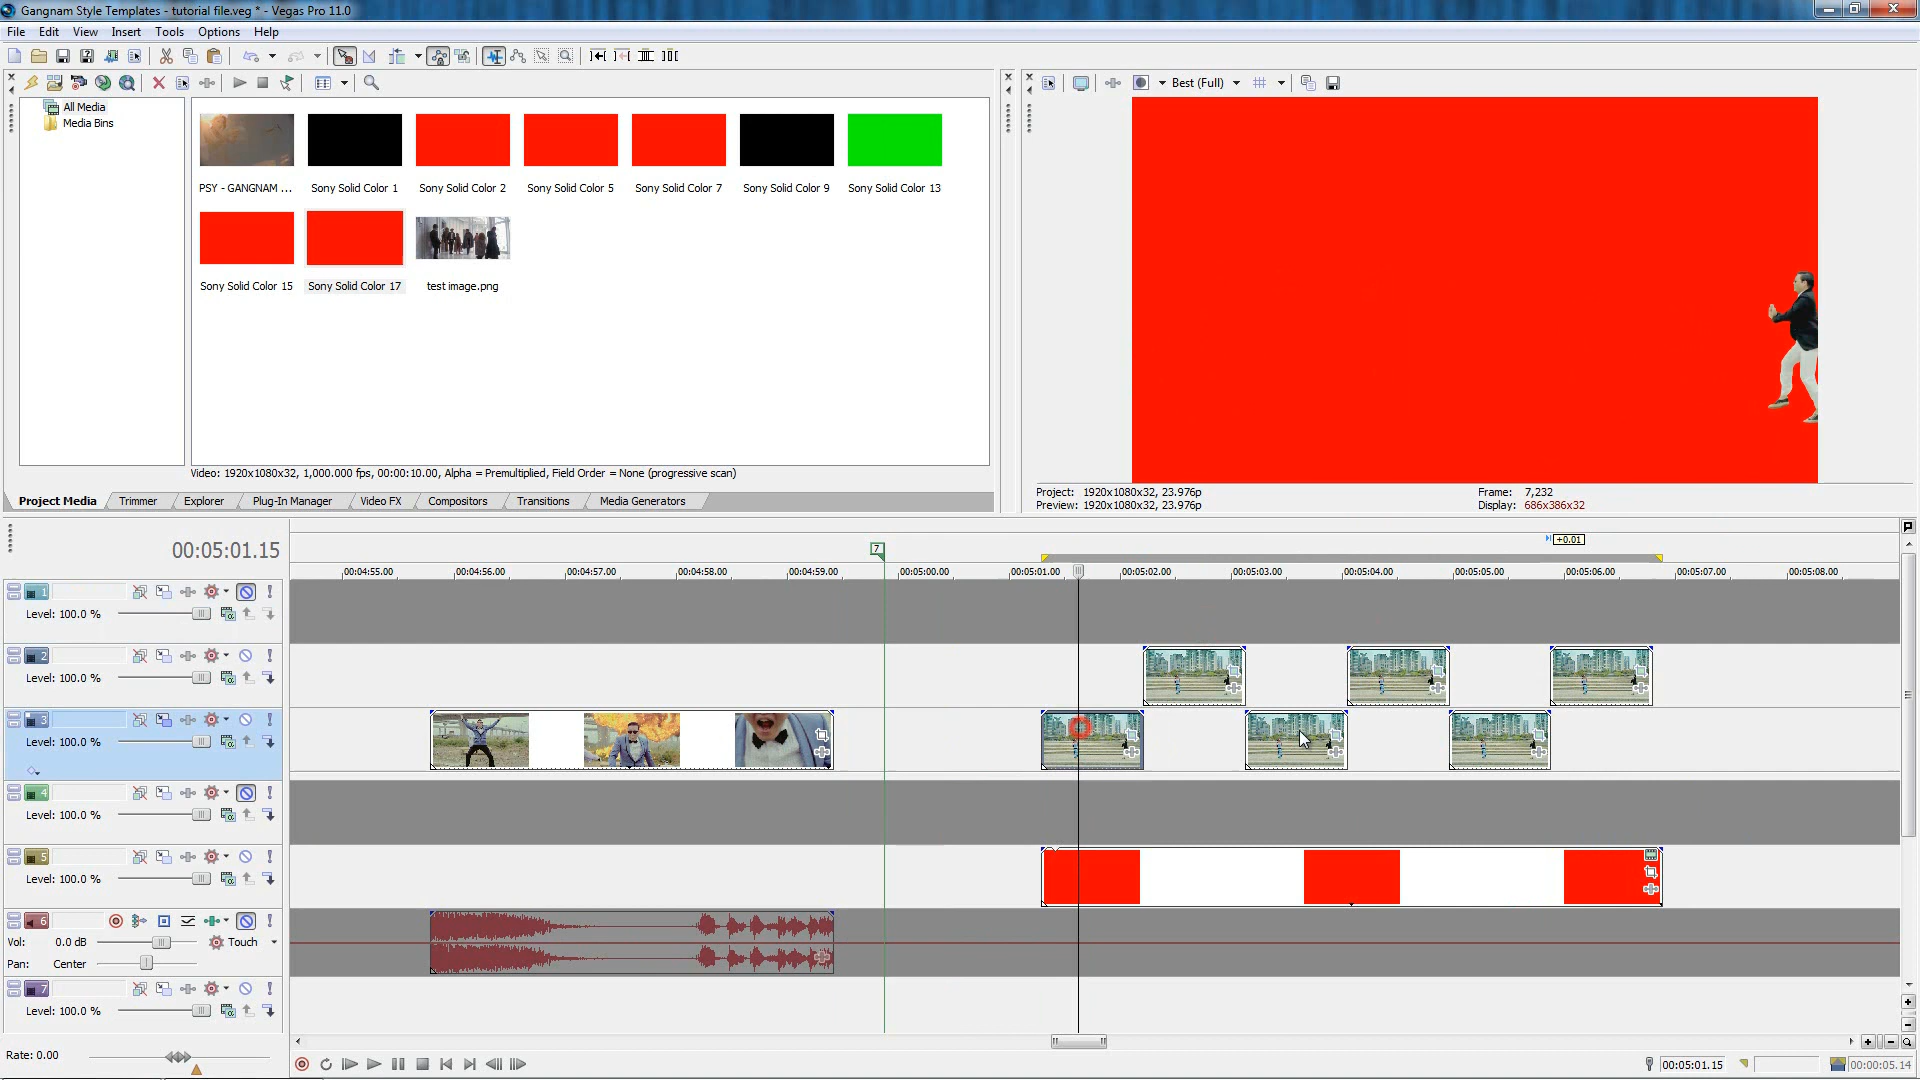 Gangnam Style Templates - tutorial file.veg * - Vegas Pro 11.0
File Edit View Insert Tools Options Help
Best (Full)
All Media
Media Bins
PSY - GANGNAM ... Sony Solid Color 1 Sony Solid Color 2 Sony Solid Color 5 Sony Solid Color 7 Sony Solid Color 9 Sony Solid Color 13
Sony Solid Color 15 Sony Solid Color 17 test image.png
Video: 1920x1080x32, 1,000.000 fps, 00:00:10.00, Alpha = Premultiplied, Field Order = None (progressive scan)
Project Media Trimmer Explorer Plug-In Manager Video FX Compositors Transitions Media Generators
Project: 1920x1080x32, 23.976p Frame: 7,232
Preview: 1920x1080x32, 23.976p Display: 686x386x32
00:05:01.15
7
+0.01
00:04:55.00 00:04:56.00 00:04:57.00 00:04:58.00 00:04:59.00 00:05:00.00 00:05:01.00 00:05:02.00 00:05:03.00 00:05:04.00 00:05:05.00 00:05:06.00 00:05:07.00 00:05:08.00
1
Level: 100.0 %
2
Level: 100.0 %
3
Level: 100.0 %
4
Level: 100.0 %
5
Level: 100.0 %
6
Vol: 0.0 dB Touch
Pan: Center
7
Level: 100.0 %
Rate: 0.00
00:05:01.15 00:00:05.14